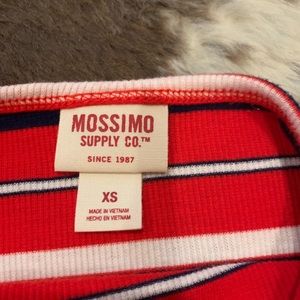 MOSSIMO
SUPPLY CO.™
SINCE 1987
XS
MADE IN VIETNAM
HECHO EN VIETNAM